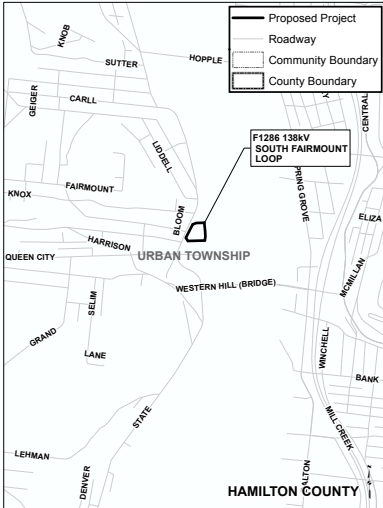 Proposed Project
Roadway
Community Boundary
County Boundary
KNOB
SUTTER
HOPPLE
CENTRAL
GEIGER
CARLL
LIDDELL
F1286 138kV
SOUTH FAIRMOUNT
LOOP
PRING GROVE
FAIRMOUNT
KNOX
BLOOM
ELIZA
HARRISON
QUEEN CITY
URBAN TOWNSHIP
MCMILLAN
WESTERN HILL (BRIDGE)
SELIM
GRAND
WINCHELL
LANE
BANK
STATE
MILL CREEK
LEHMAN
DENVER
ALTON
HAMILTON COUNTY